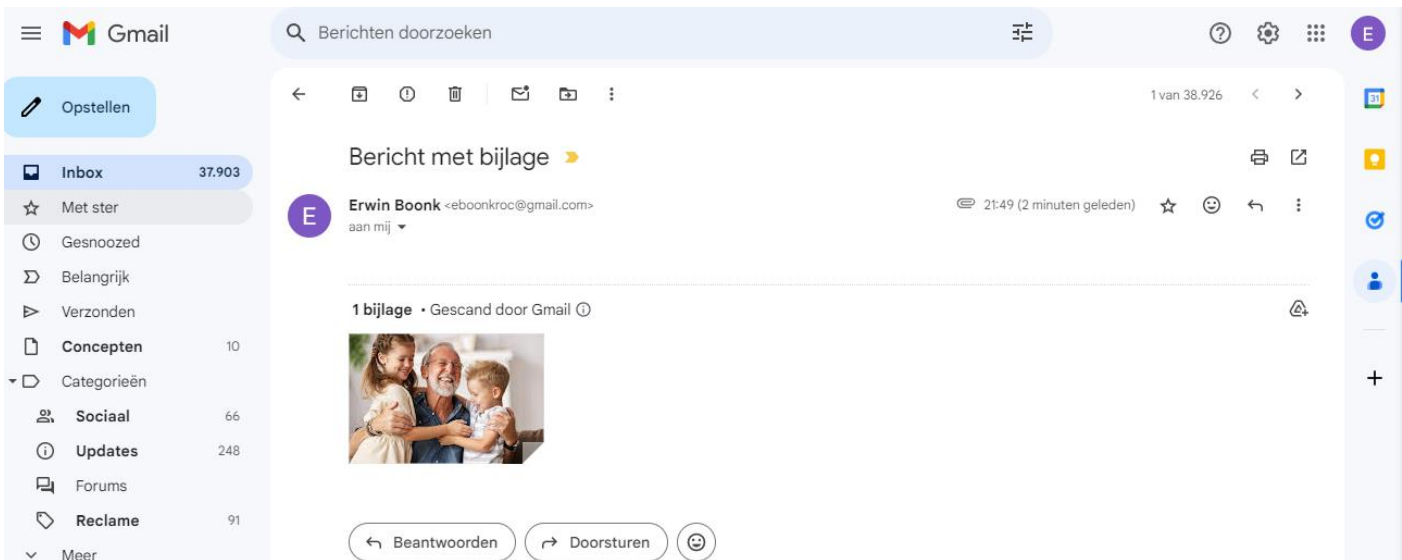 Gmail
Berichten doorzoeken
E
Opstellen
1 van 38.926
31
Bericht met bijlage
Inbox 37.903
Met ster
Gesnoozed
Belangrijk
Verzonden
Concepten 10
Categorieën
Sociaal 66
Updates 248
Forums
Reclame 91
Meer
E
Erwin Boonk <eboonkroc@gmail.com>
21:49 (2 minuten geleden)
aan mij
1 bijlage • Gescand door Gmail
Beantwoorden
Doorsturen